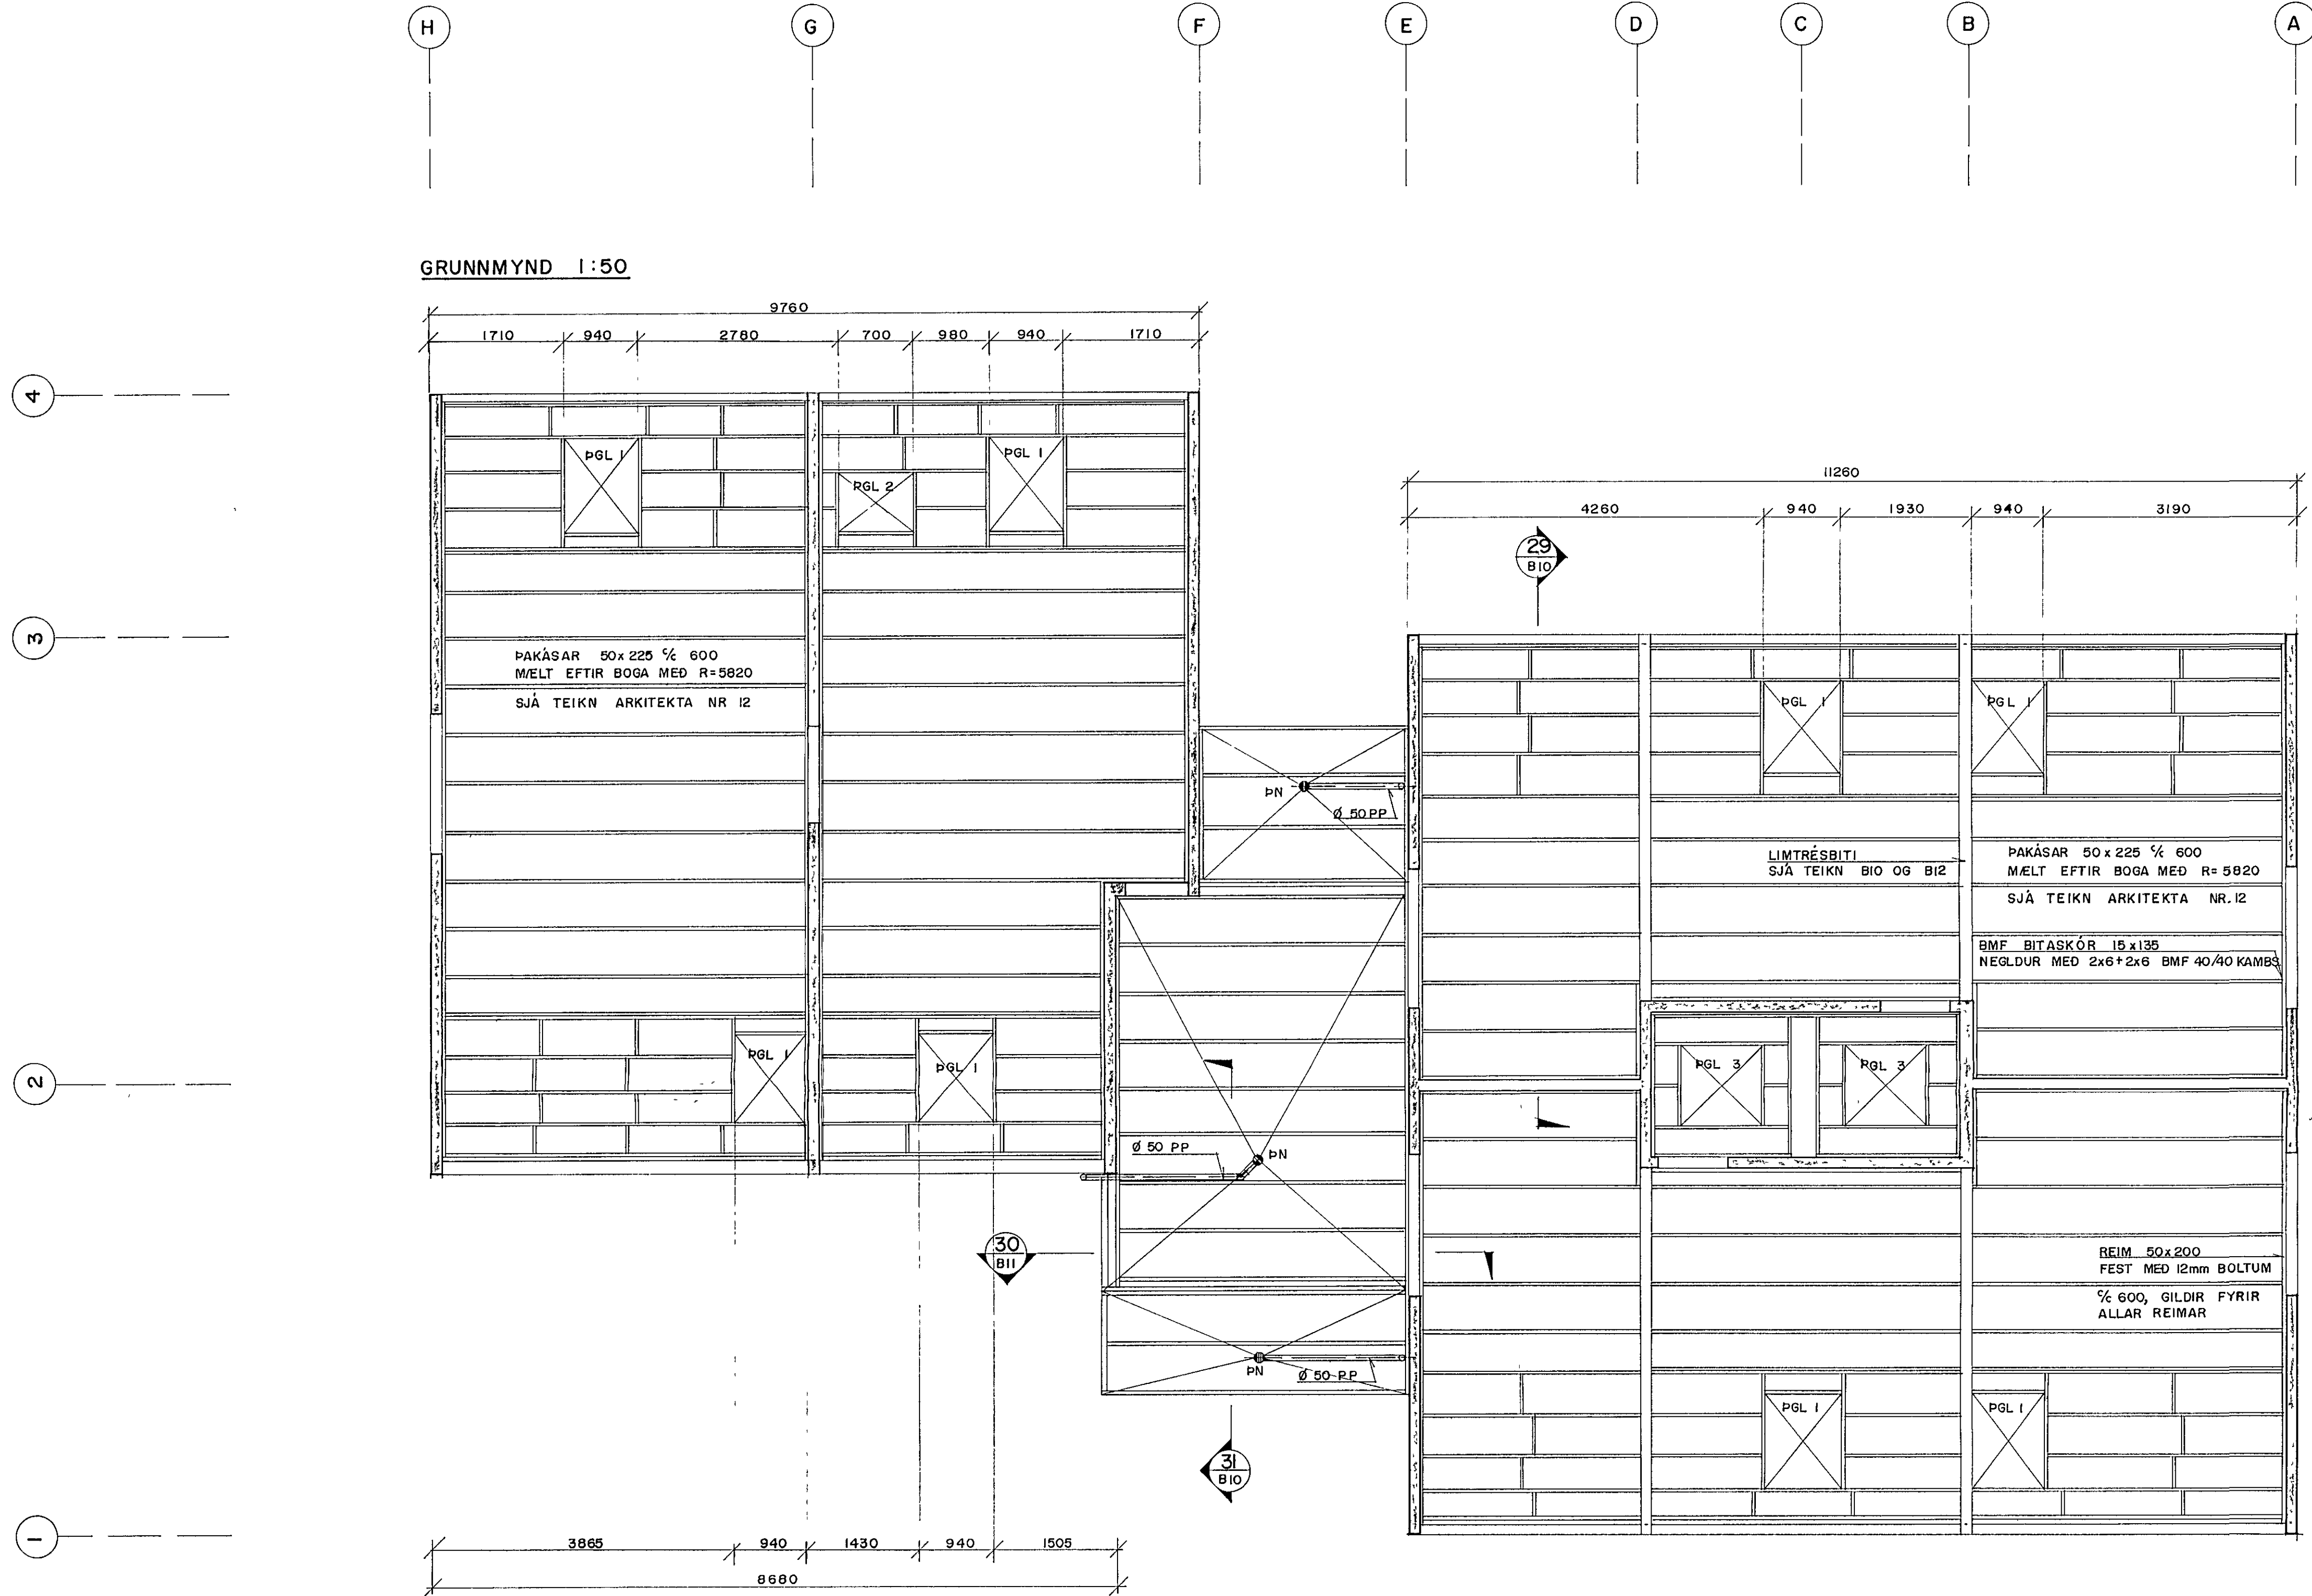 H G F E D C B A
GRUNNMYND 1:50
9760
1710 940 2780 700 980 940 1710
4
ÞGL 1
ÞGL 2
ÞGL 1
11260
4260 940 1930 940 3190
29
B10
3
ÞAKÁSAR 50x225 c/c 600
MÆLT EFTIR BOGA MEÐ R=5820
SJÁ TEIKN ARKITEKTA NR 12
ÞGL 1
ÞGL 1
ÞN
Ø 50 PP
LIMTRÉSBITI
SJÁ TEIKN B10 OG B12
ÞAKÁSAR 50x225 c/c 600
MÆLT EFTIR BOGA MEÐ R=5820
SJÁ TEIKN ARKITEKTA NR.12
BMF BITASKÓR 15x135
NEGLDUR MEÐ 2x6+2x6 BMF 40/40 KAMBS
2
ÞGL 1
ÞGL 1
ÞGL 3
ÞGL 3
Ø 50 PP
ÞN
30
B11
REIM 50x200
FEST MEÐ 12mm BOLTUM
c/c 600, GILDIR FYRIR
ALLAR REIMAR
ÞN
Ø 50 PP
ÞGL 1
ÞGL 1
31
B10
1
3865 940 1430 940 1505
8680